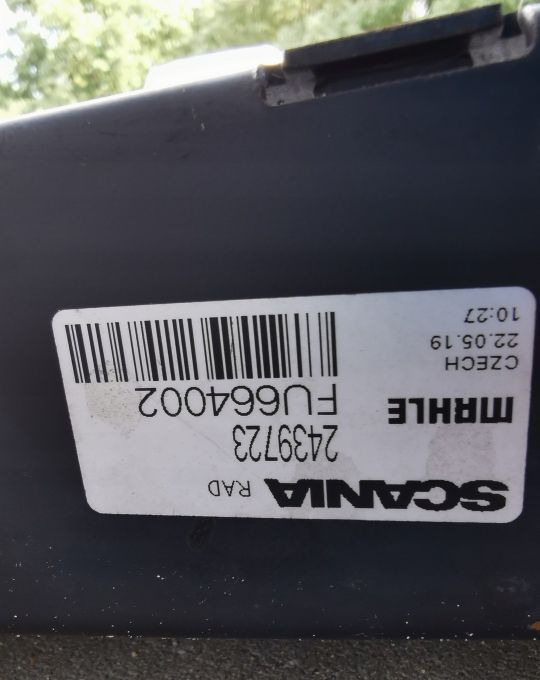 SCANIA RAD
2439723
MAHLE
FU664002
CZECH
22.05.19
10:27